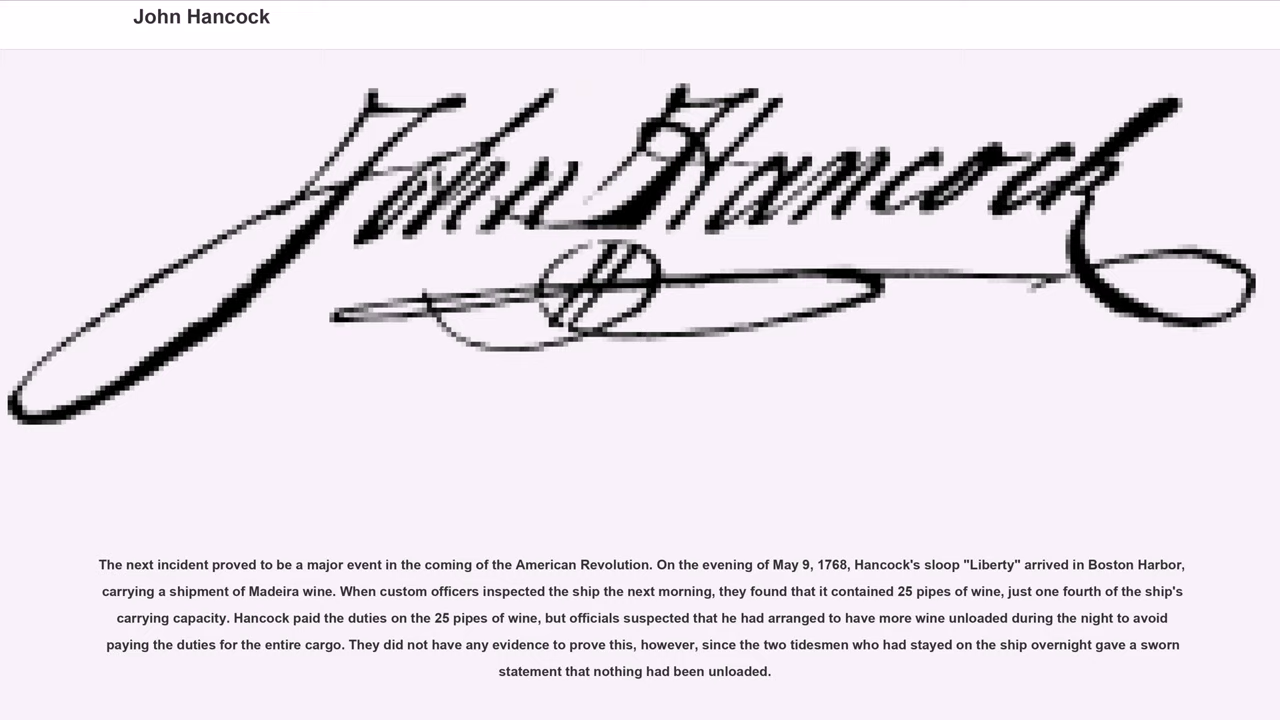 John Hancock
John Hancock
The next incident proved to be a major event in the coming of the American Revolution. On the evening of May 9, 1768, Hancock's sloop "Liberty" arrived in Boston Harbor,
carrying a shipment of Madeira wine. When custom officers inspected the ship the next morning, they found that it contained 25 pipes of wine, just one fourth of the ship's
carrying capacity. Hancock paid the duties on the 25 pipes of wine, but officials suspected that he had arranged to have more wine unloaded during the night to avoid
paying the duties for the entire cargo. They did not have any evidence to prove this, however, since the two tidesmen who had stayed on the ship overnight gave a sworn
statement that nothing had been unloaded.